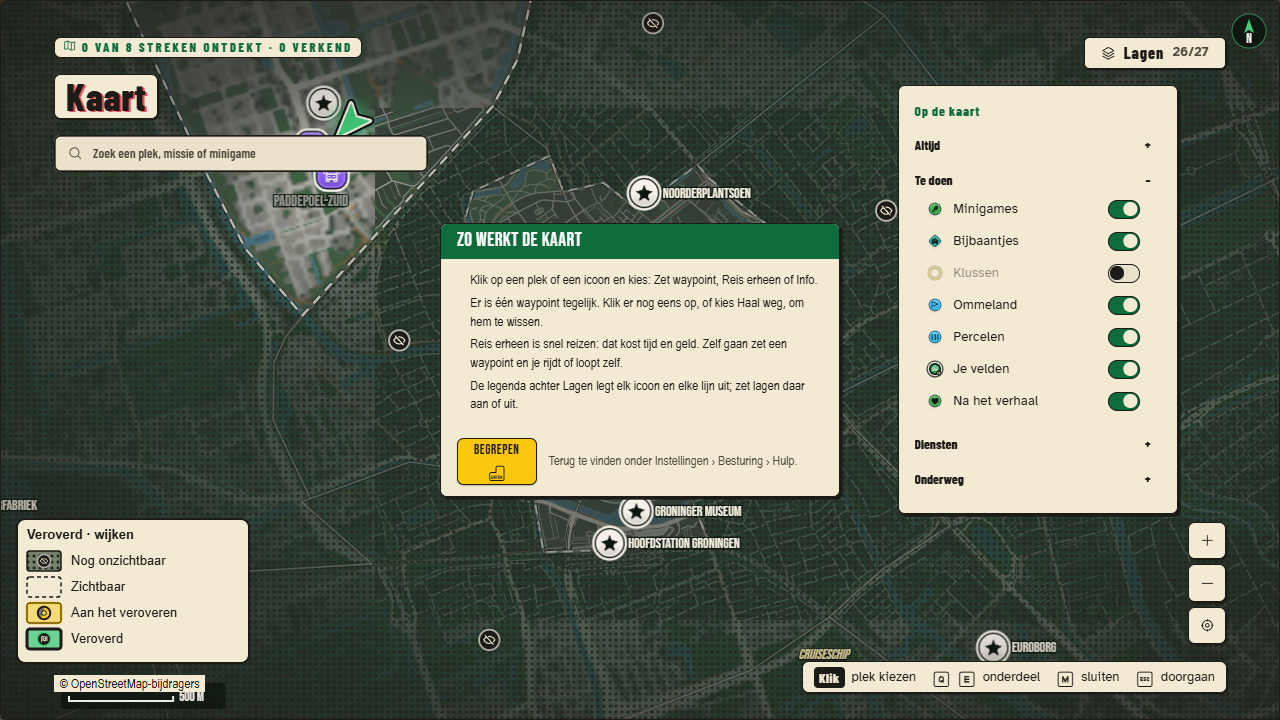 0 VAN 8 STREKEN ONTDEKT · 0 VERKEND
Kaart
Zoek een plek, missie of minigame
PADDEPOEL-ZUID
NOORDERPLANTSOEN
N
Lagen 26/27
Op de kaart
Altijd +
Te doen –
Minigames
Bijbaantjes
Klussen
Ommeland
Percelen
Je velden
Na het verhaal
Diensten +
Onderweg +
ZO WERKT DE KAART
Klik op een plek of een icoon en kies: Zet waypoint, Reis erheen of Info.
Er is één waypoint tegelijk. Klik er nog eens op, of kies Haal weg, om
hem te wissen.
Reis erheen is snel reizen: dat kost tijd en geld. Zelf gaan zet een
waypoint en je rijdt of loopt zelf.
De legenda achter Lagen legt elk icoon en elke lijn uit; zet lagen daar
aan of uit.
BEGREPEN
ENTER
Terug te vinden onder Instellingen › Besturing › Hulp.
GRONINGER MUSEUM
HOOFDSTATION GRONINGEN
FABRIEK
Veroverd · wijken
Nog onzichtbaar
Zichtbaar
Aan het veroveren
Veroverd
© OpenStreetMap-bijdragers
500 M
CRUISESCHIP
EUROBORG
+
–
Klik plek kiezen Q E onderdeel M sluiten ESC doorgaan